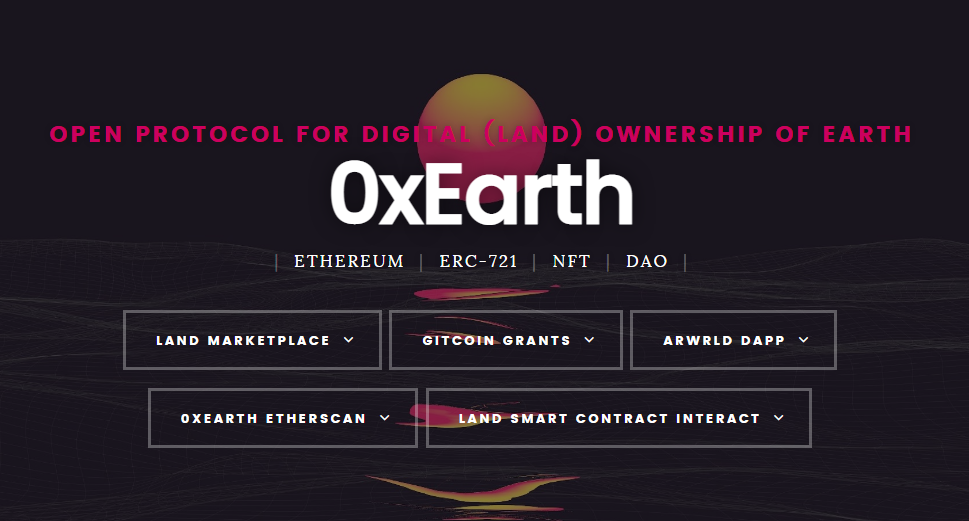 OPEN PROTOCOL FOR DIGITAL (LAND) OWNERSHIP OF EARTH
0xEarth
| ETHEREUM | ERC-721 | NFT | DAO |
LAND MARKETPLACE
GITCOIN GRANTS
ARWRLD DAPP
0XEARTH ETHERSCAN
LAND SMART CONTRACT INTERACT